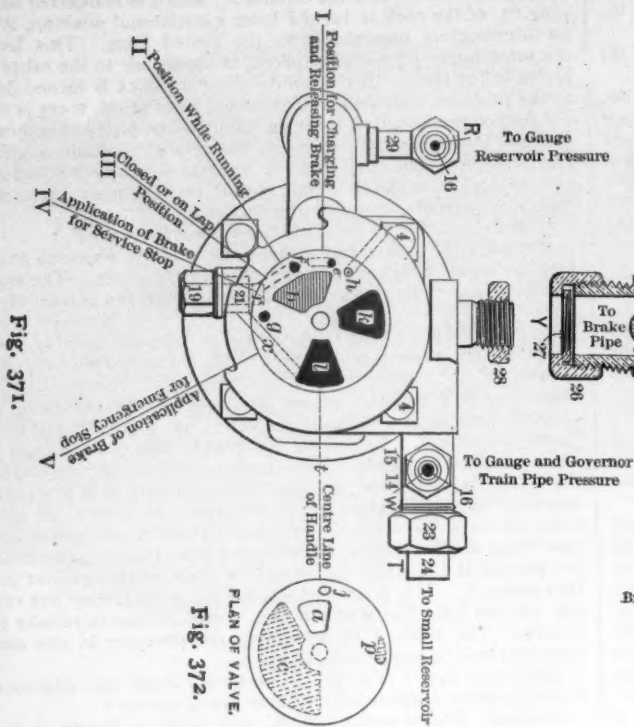 I
Position for Charging
and Releasing Brake
II
Position While Running
III
Closed or on Lap
Position.
IV
Application of Brake
for Service Stop
V
Application of Brake
for Emergency Stop
R
29
16
To Gauge
Reservoir Pressure
To
Brake
Pipe
Y
27
26
28
4
4
19
21
f
e
h
k
l
g
x
t
To Gauge and Governor
Train Pipe Pressure
16
15 14 W
23
24
T
To Small Reservoir
Centre Line
of Handle
Fig. 371.
j
a
p
c
PLAN OF VALVE.
Fig. 372.